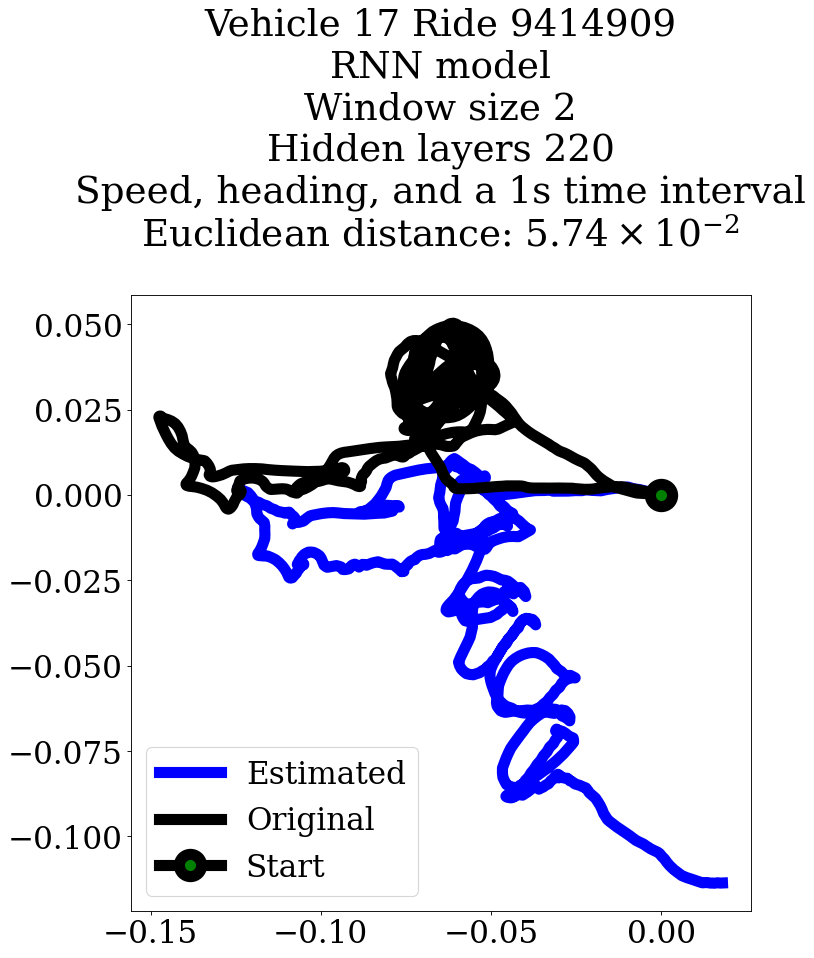 Vehicle 17 Ride 9414909
RNN model
Window size 2
Hidden layers 220
Speed, heading, and a 1s time interval
Euclidean distance: 5.74 × 10⁻²
0.050
0.025
0.000
−0.025
−0.050
−0.075
−0.100
Estimated
Original
Start
−0.15 −0.10 −0.05 0.00